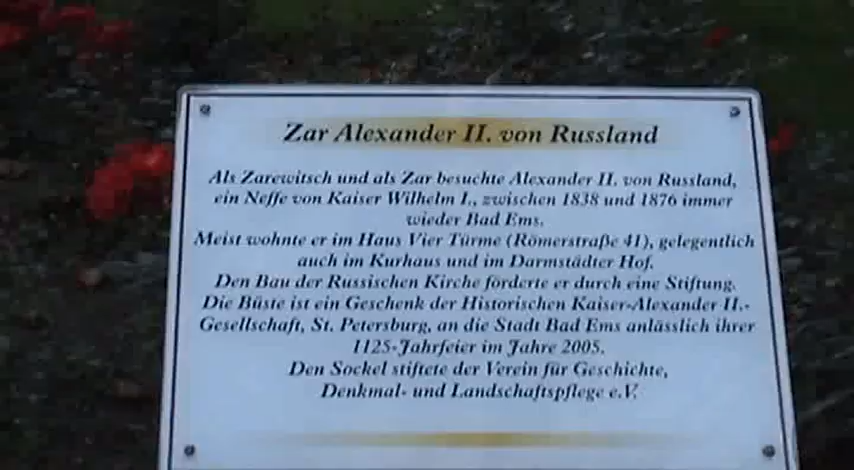 Zar Alexander II. von Russland
Als Zarewitsch und als Zar besuchte Alexander II. von Russland,
ein Neffe von Kaiser Wilhelm I., zwischen 1838 und 1876 immer
wieder Bad Ems.
Meist wohnte er im Haus Vier Türme (Römerstraße 41), gelegentlich
auch im Kurhaus und im Darmstädter Hof.
Den Bau der Russischen Kirche förderte er durch eine Stiftung.
Die Büste ist ein Geschenk der Historischen Kaiser-Alexander II.-
Gesellschaft, St. Petersburg, an die Stadt Bad Ems anlässlich ihrer
1125-Jahrfeier im Jahre 2005.
Den Sockel stiftete der Verein für Geschichte,
Denkmal- und Landschaftspflege e.V.